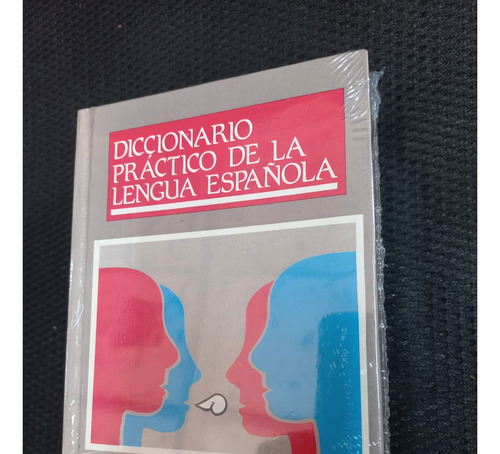 DICCIONARIO
PRÁCTICO DE LA
LENGUA ESPAÑOLA